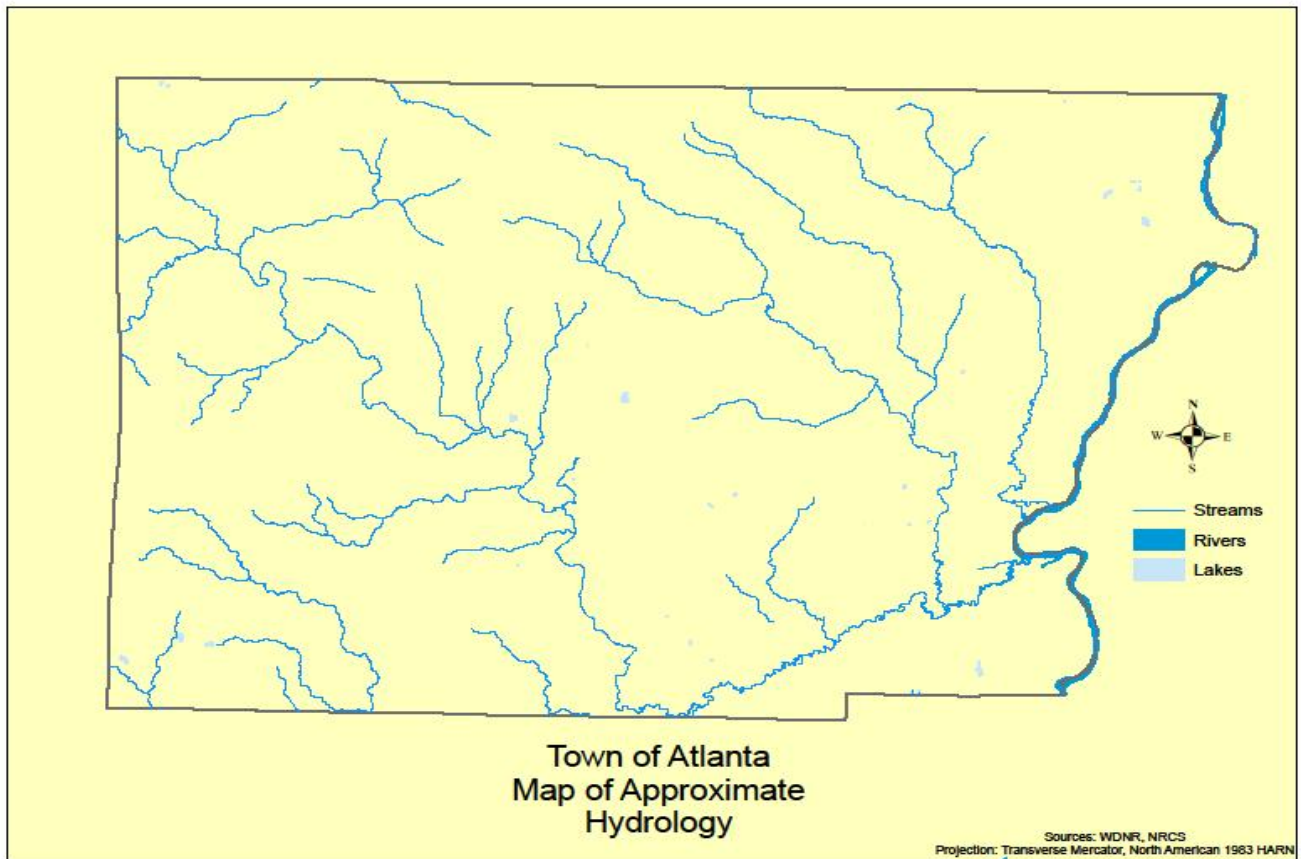 N
W E
S
Streams
Rivers
Lakes
Town of Atlanta
Map of Approximate
Hydrology
Sources: WDNR, NRCS
Projection: Transverse Mercator, North American 1983 HARN